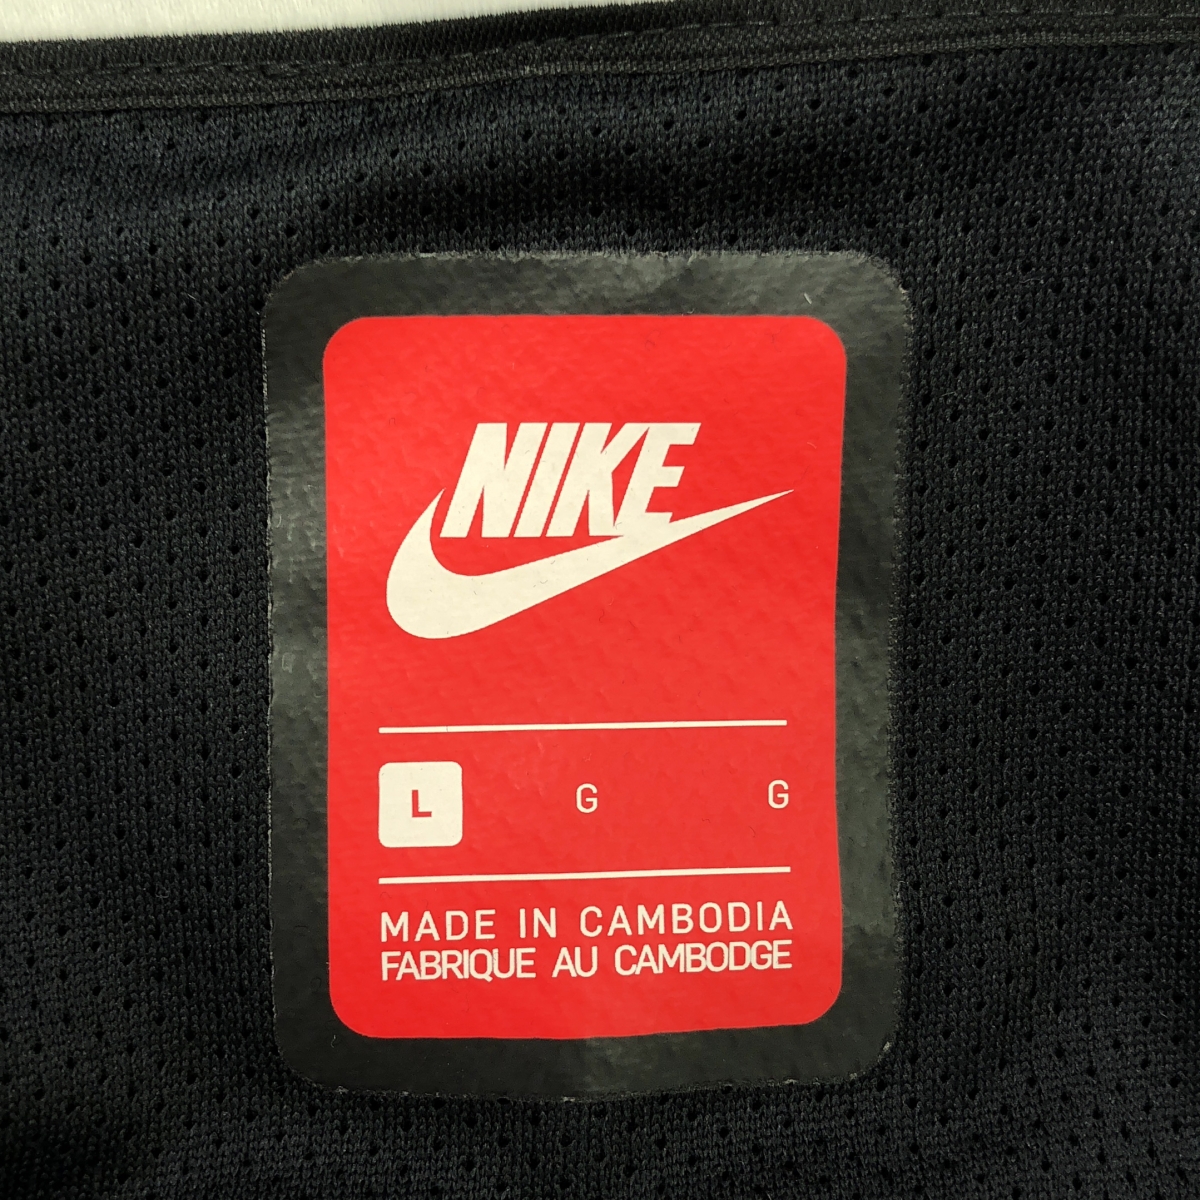 NIKE
L G G
MADE IN CAMBODIA
FABRIQUE AU CAMBODGE